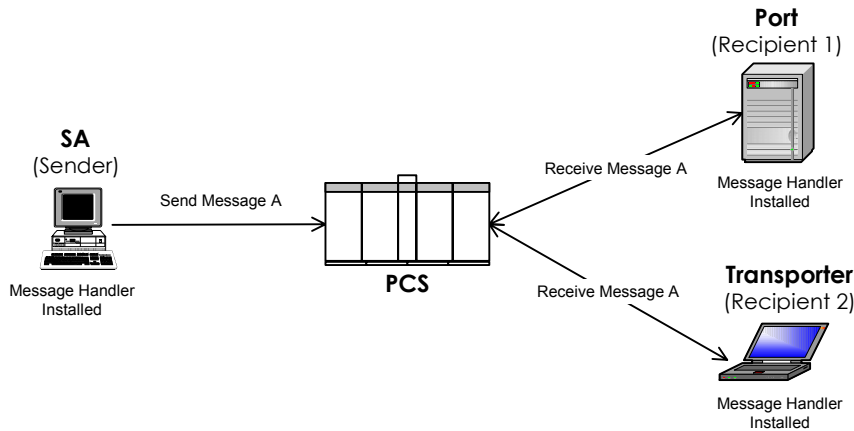 SA
(Sender)
Message Handler
Installed
Send Message A
PCS
Receive Message A
Port
(Recipient 1)
Message Handler
Installed
Receive Message A
Transporter
(Recipient 2)
Message Handler
Installed